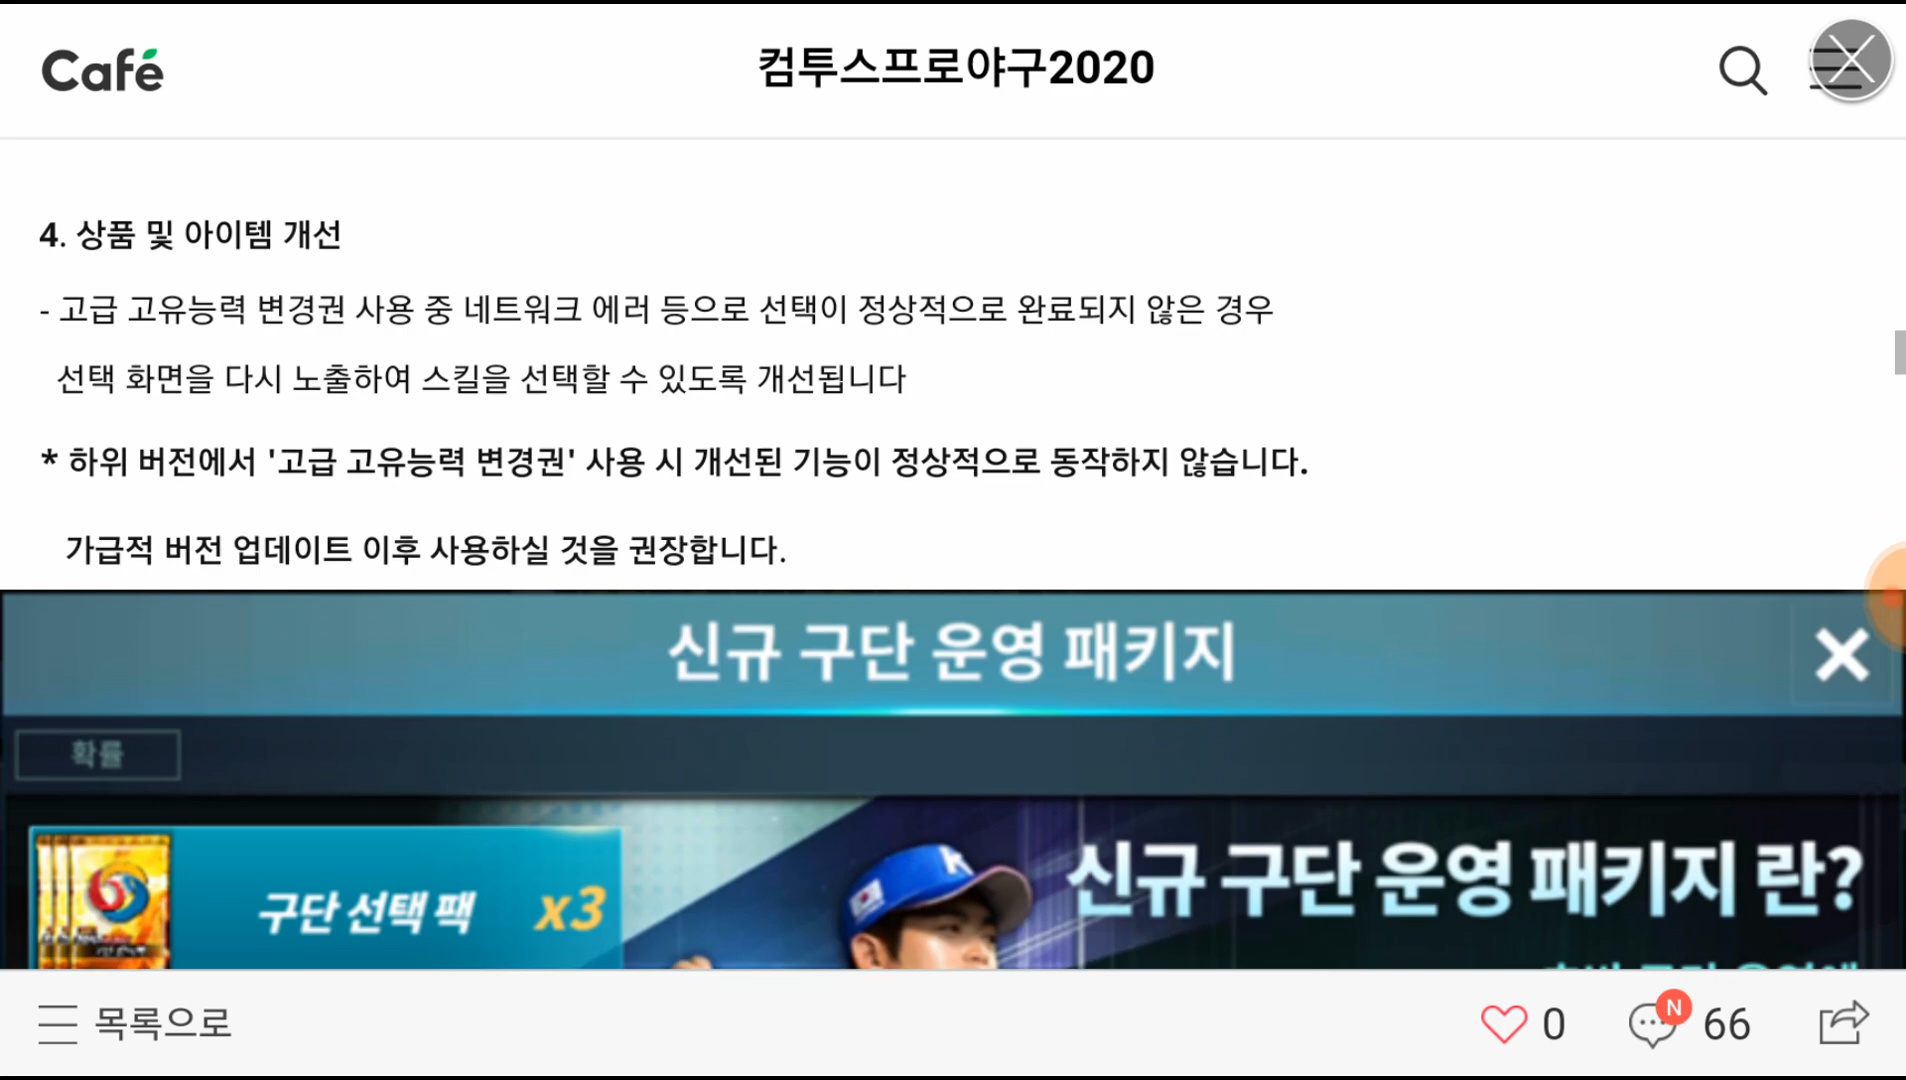 Café
컴투스프로야구2020
4. 상품 및 아이템 개선
- 고급 고유능력 변경권 사용 중 네트워크 에러 등으로 선택이 정상적으로 완료되지 않은 경우
선택 화면을 다시 노출하여 스킬을 선택할 수 있도록 개선됩니다
* 하위 버전에서 '고급 고유능력 변경권' 사용 시 개선된 기능이 정상적으로 동작하지 않습니다.
가급적 버전 업데이트 이후 사용하실 것을 권장합니다.
신규 구단 운영 패키지
확률
구단 선택 팩 x3
신규 구단 운영 패키지 란?
목록으로
0
N
66